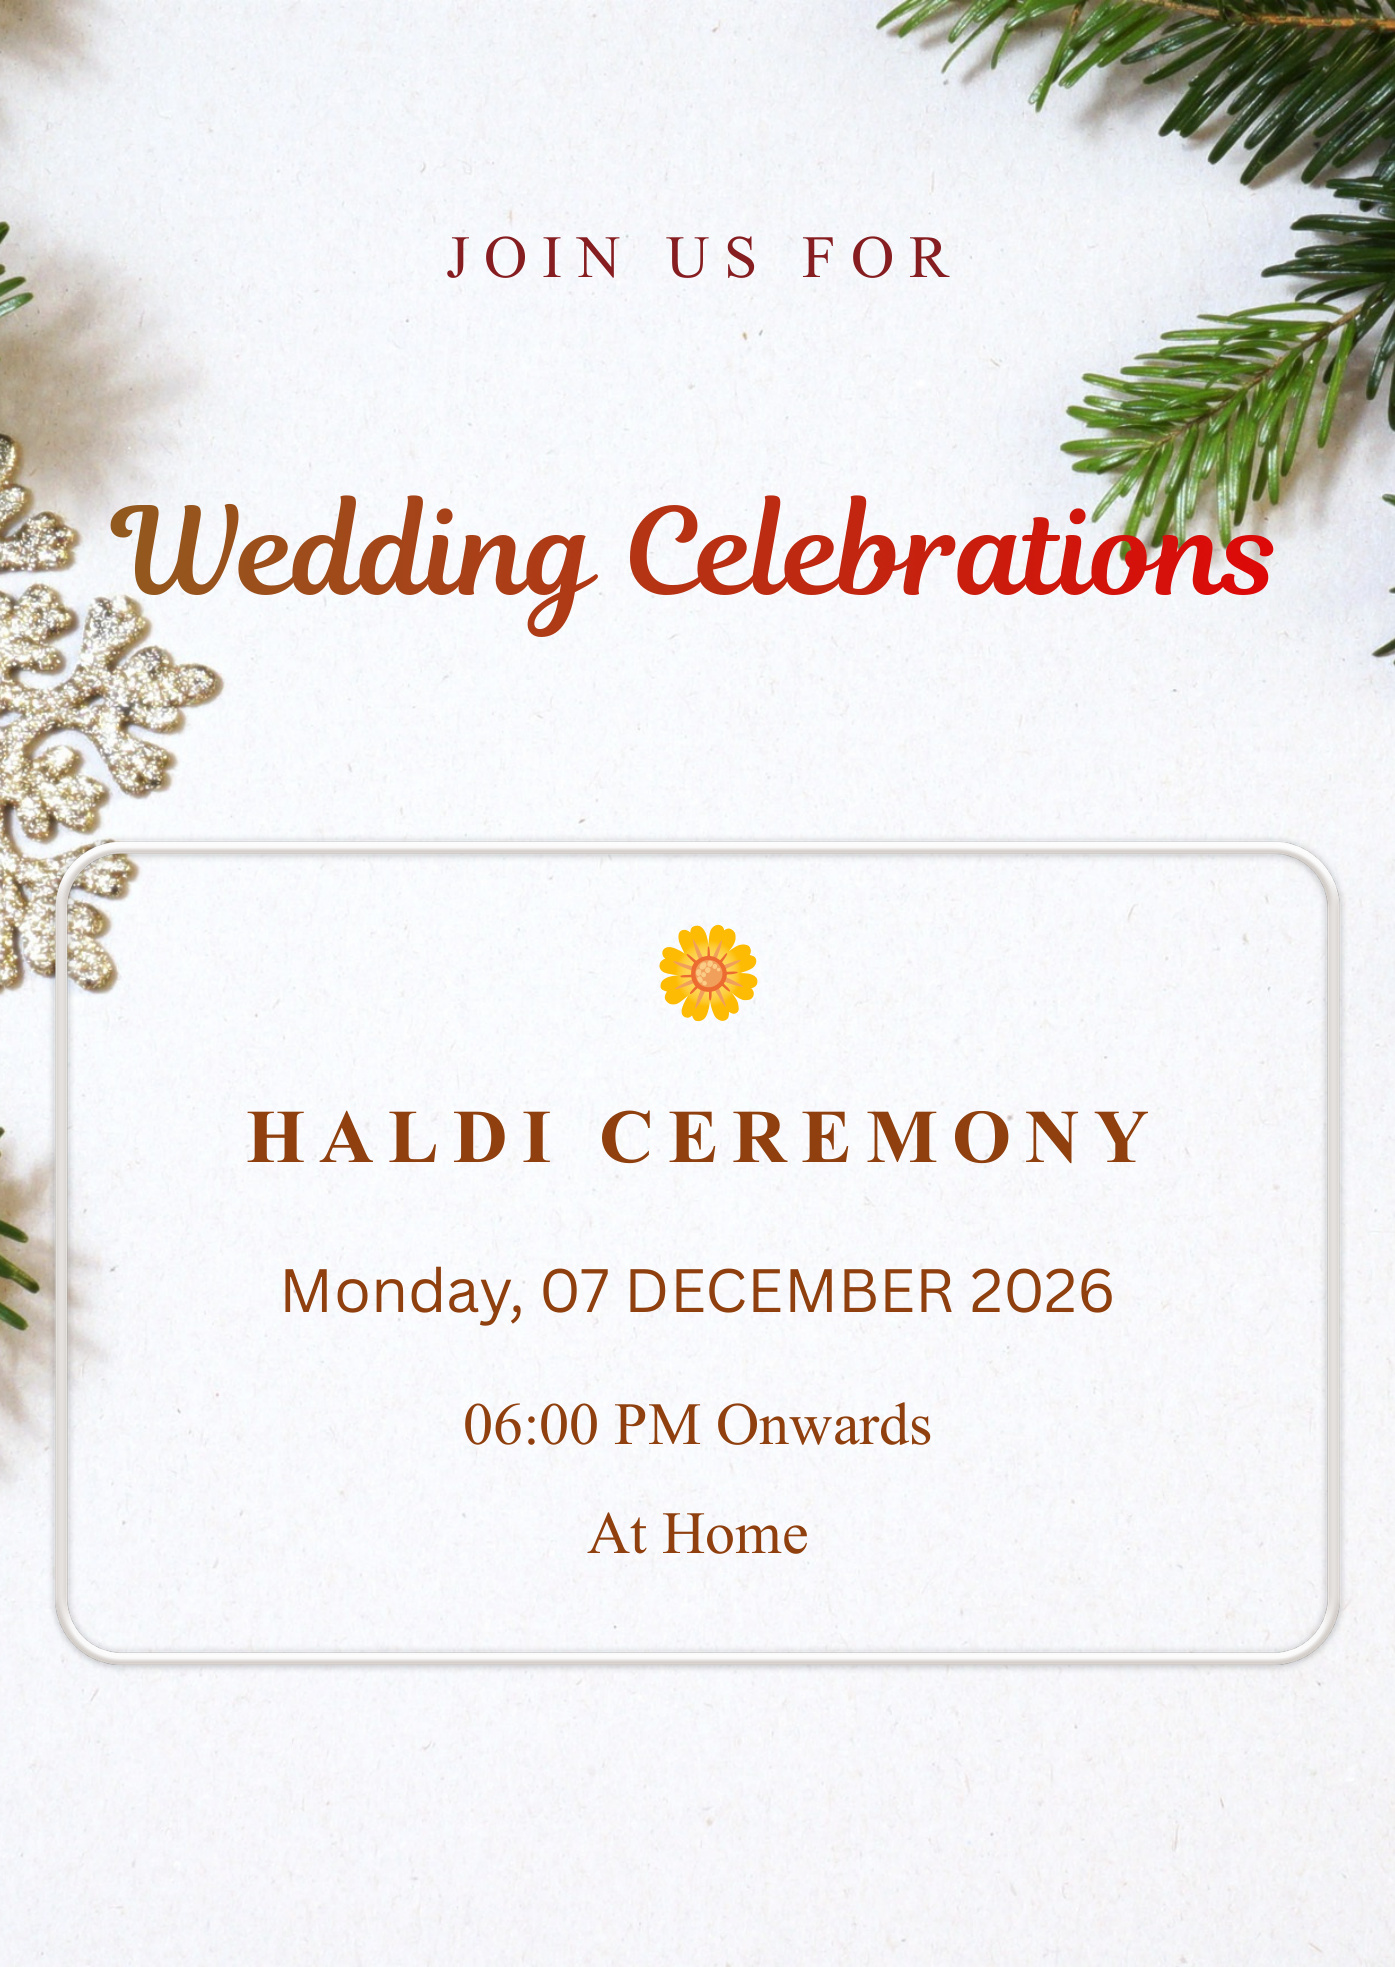 JOIN US FOR
Wedding Celebrations
HALDI CEREMONY
Monday, 07 DECEMBER 2026
06:00 PM Onwards
At Home